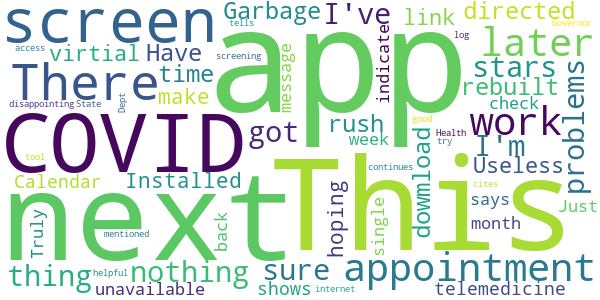 screen
app
Garbage
I've
link
directed
tells
Governor
access
There
virtial
Have
message
indicated
log
later
time
stars
screening
make
rebuilt
disappointing
State
Dept
check
problems
COVID
got
rush
good
work
week
Health
try
I'm
next
This
tool
Useless
Calendar
Installed
hoping
dowmload
continues
cites
says
Just
Truly
back
single
mentioned
month
thing
nothing
sure
appointment
helpful
unavailable
shows
internet
telemedicine